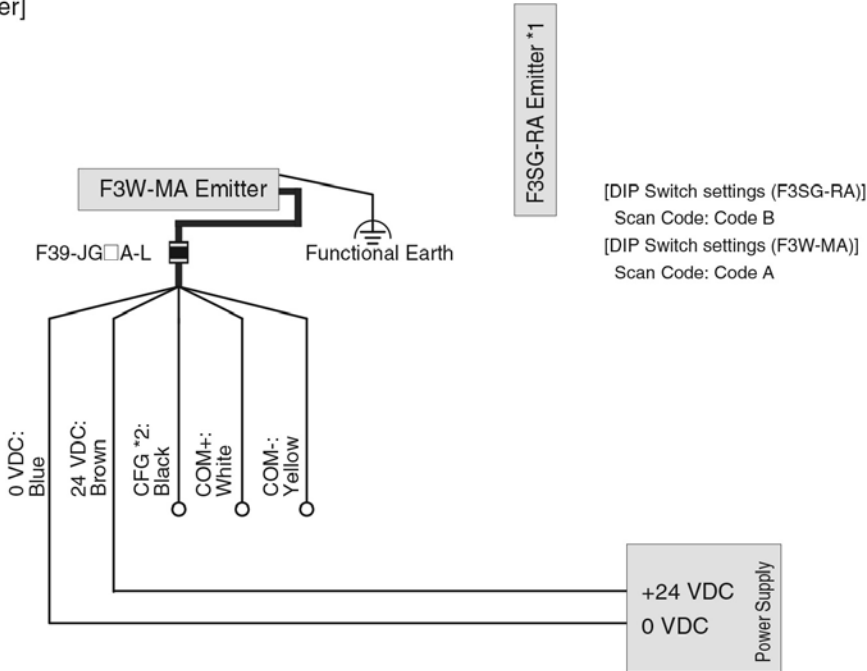 er]
F3SG-RA Emitter *1
F3W-MA Emitter
[DIP Switch settings (F3SG-RA)]
Scan Code: Code B
[DIP Switch settings (F3W-MA)]
Scan Code: Code A
F39-JG□A-L
Functional Earth
0 VDC:
Blue
24 VDC:
Brown
CFG *2:
Black
COM+:
White
COM-:
Yellow
+24 VDC
0 VDC
Power Supply